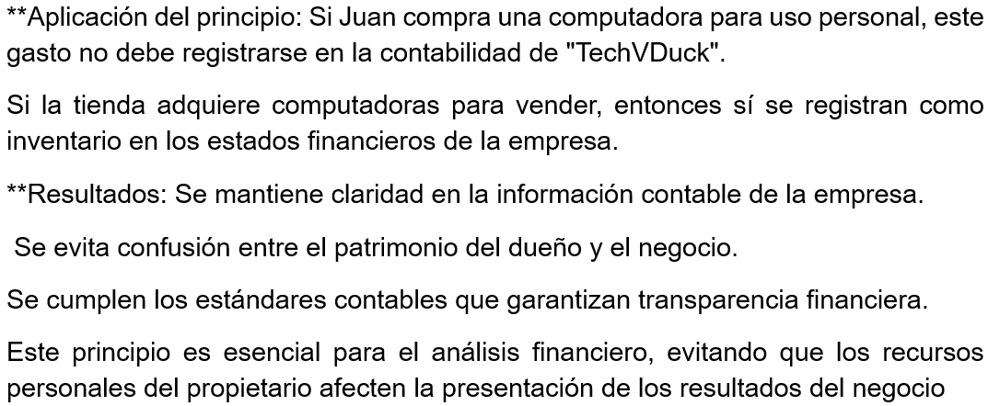 **Aplicación del principio: Si Juan compra una computadora para uso personal, este
gasto no debe registrarse en la contabilidad de "TechVDuck".
Si la tienda adquiere computadoras para vender, entonces sí se registran como
inventario en los estados financieros de la empresa.
**Resultados: Se mantiene claridad en la información contable de la empresa.
Se evita confusión entre el patrimonio del dueño y el negocio.
Se cumplen los estándares contables que garantizan transparencia financiera.
Este principio es esencial para el análisis financiero, evitando que los recursos
personales del propietario afecten la presentación de los resultados del negocio